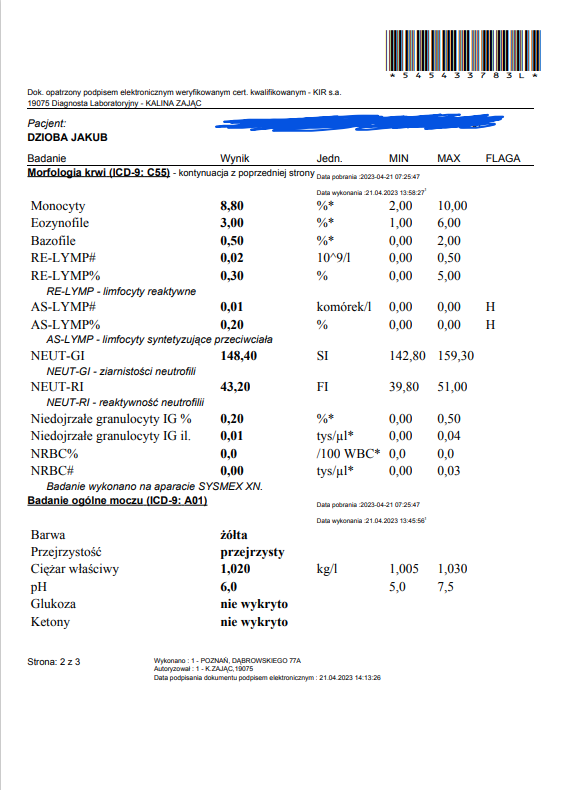 *54543378 3L*
Dok. opatrzony podpisem elektronicznym weryfikowanym cert. kwalifikowanym - KIR s.a.
19075 Diagnosta Laboratoryjny - KALINA ZAJĄC
Pacjent:
DZIOBA JAKUB
Badanie Wynik Jedn. MIN MAX FLAGA
Morfologia krwi (ICD-9: C55) - kontynuacja z poprzedniej strony Data pobrania :2023-04-21 07:25:47
Data wykonania :21.04.2023 13:58:27¹
Monocyty 8,80 %* 2,00 10,00
Eozynofile 3,00 %* 1,00 6,00
Bazofile 0,50 %* 0,00 2,00
RE-LYMP# 0,02 10^9/l 0,00 0,50
RE-LYMP% 0,30 % 0,00 5,00
RE-LYMP - limfocyty reaktywne
AS-LYMP# 0,01 komórek/l 0,00 0,00 H
AS-LYMP% 0,20 % 0,00 0,00 H
AS-LYMP - limfocyty syntetyzujące przeciwciała
NEUT-GI 148,40 SI 142,80 159,30
NEUT-GI - ziarnistości neutrofili
NEUT-RI 43,20 FI 39,80 51,00
NEUT-RI - reaktywność neutrofilii
Niedojrzałe granulocyty IG % 0,20 %* 0,00 0,50
Niedojrzałe granulocyty IG il. 0,01 tys/µl* 0,00 0,04
NRBC% 0,0 /100 WBC* 0,0 0,0
NRBC# 0,00 tys/µl* 0,00 0,03
Badanie wykonano na aparacie SYSMEX XN.
Badanie ogólne moczu (ICD-9: A01) Data pobrania :2023-04-21 07:25:47
Data wykonania :21.04.2023 13:45:56¹
Barwa żółta
Przejrzystość przejrzysty
Ciężar właściwy 1,020 kg/l 1,005 1,030
pH 6,0 5,0 7,5
Glukoza nie wykryto
Ketony nie wykryto
Strona: 2 z 3
Wykonano : 1 - POZNAŃ, DĄBROWSKIEGO 77A
Autoryzował : 1 - K.ZAJĄC,19075
Data podpisania dokumentu podpisem elektronicznym : 21.04.2023 14:13:26